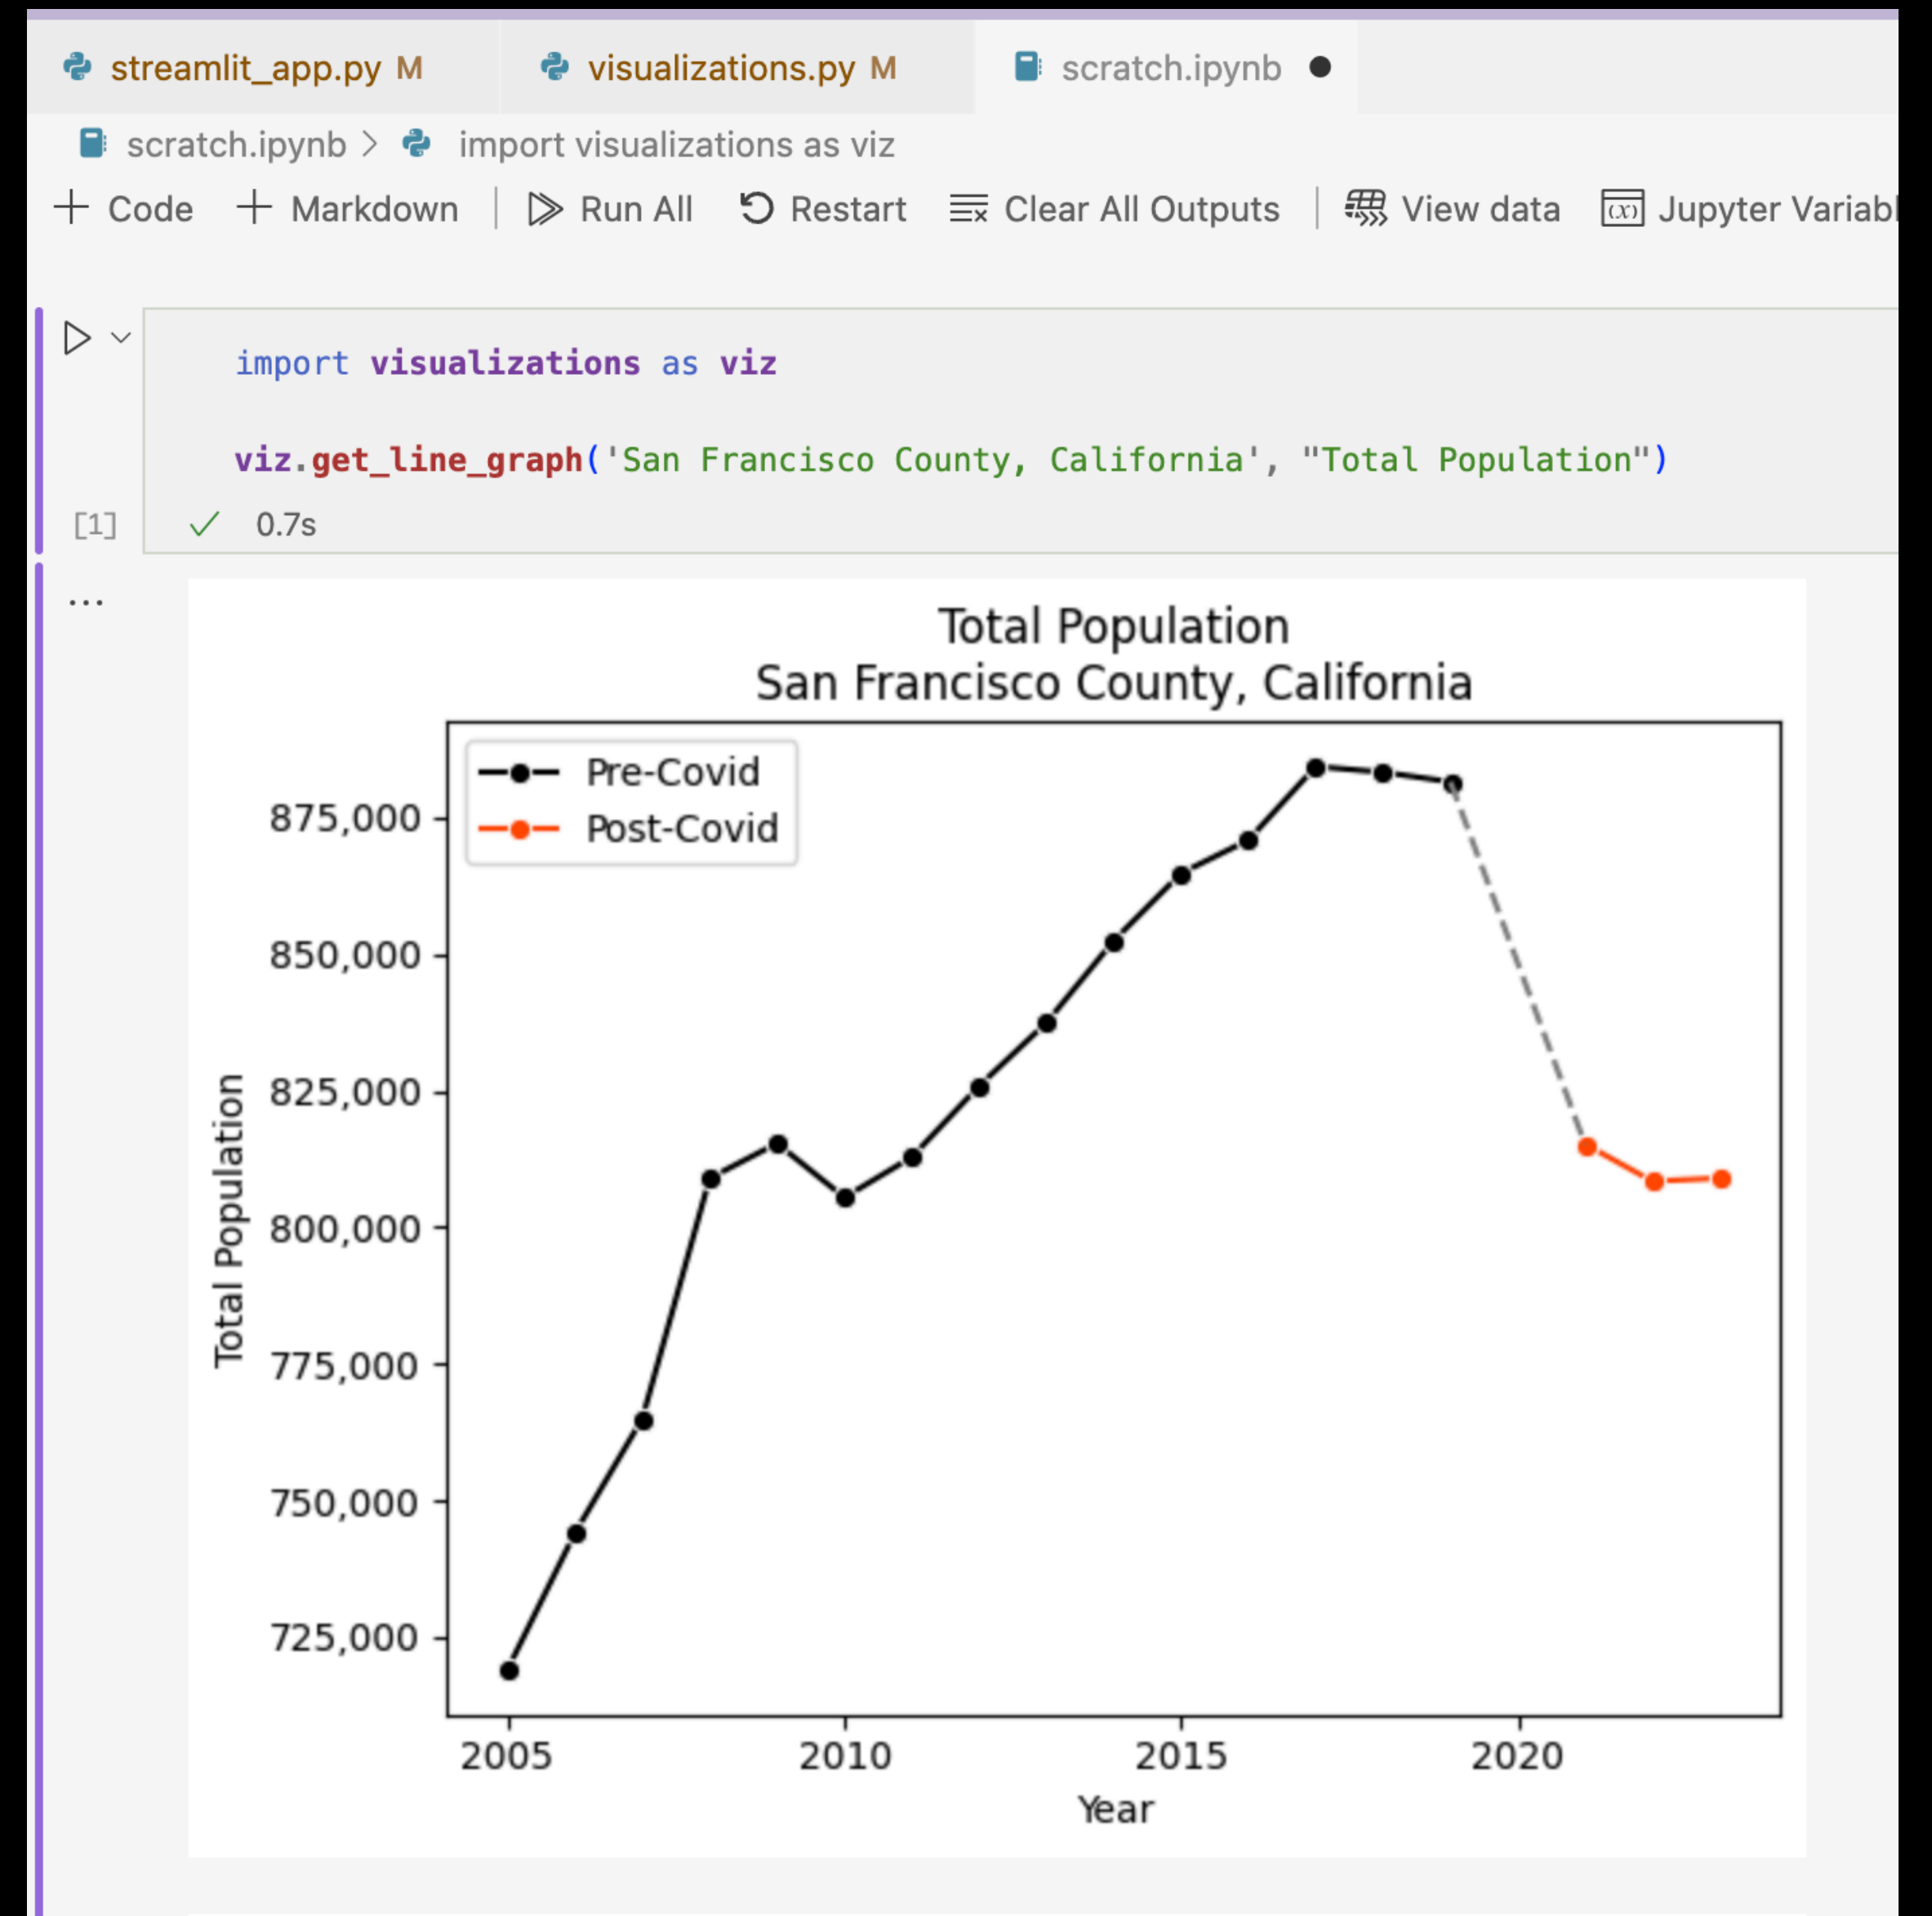 streamlit_app.py M visualizations.py M scratch.ipynb
scratch.ipynb > import visualizations as viz
Code Markdown Run All Restart Clear All Outputs View data (x) Jupyter Variabl
import visualizations as viz
viz.get_line_graph('San Francisco County, California', "Total Population")
[1] 0.7s
...
Total Population
San Francisco County, California
Pre-Covid
Post-Covid
875,000
850,000
825,000
800,000
775,000
750,000
725,000
Total Population
2005 2010 2015 2020
Year